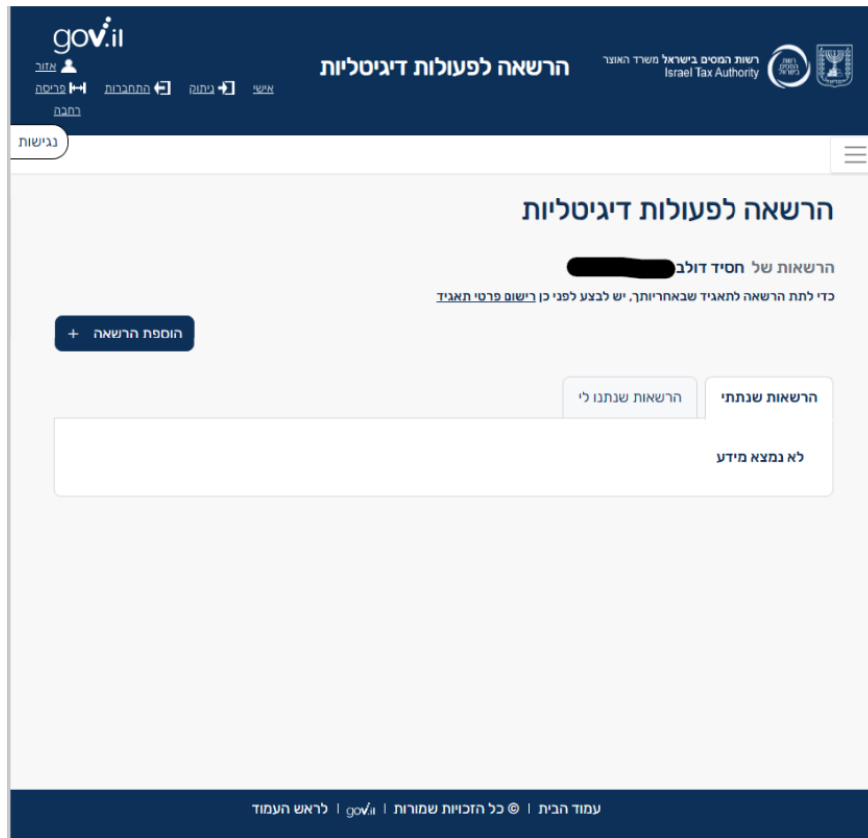 gov.il
אזור
אישי ניתוק התחברות פריסה
רחבה
הרשאה לפעולות דיגיטליות
רשות המסים בישראל משרד האוצר
Israel Tax Authority
רשות המסים בישראל
נגישות
הרשאה לפעולות דיגיטליות
הרשאות של חסיד דולב
כדי לתת הרשאה לתאגיד שבאחריותך, יש לבצע לפני כן רישום פרטי תאגיד
הוספת הרשאה +
הרשאות שנתתי הרשאות שנתנו לי
לא נמצא מידע
עמוד הבית | © כל הזכויות שמורות | gov.il | לראש העמוד